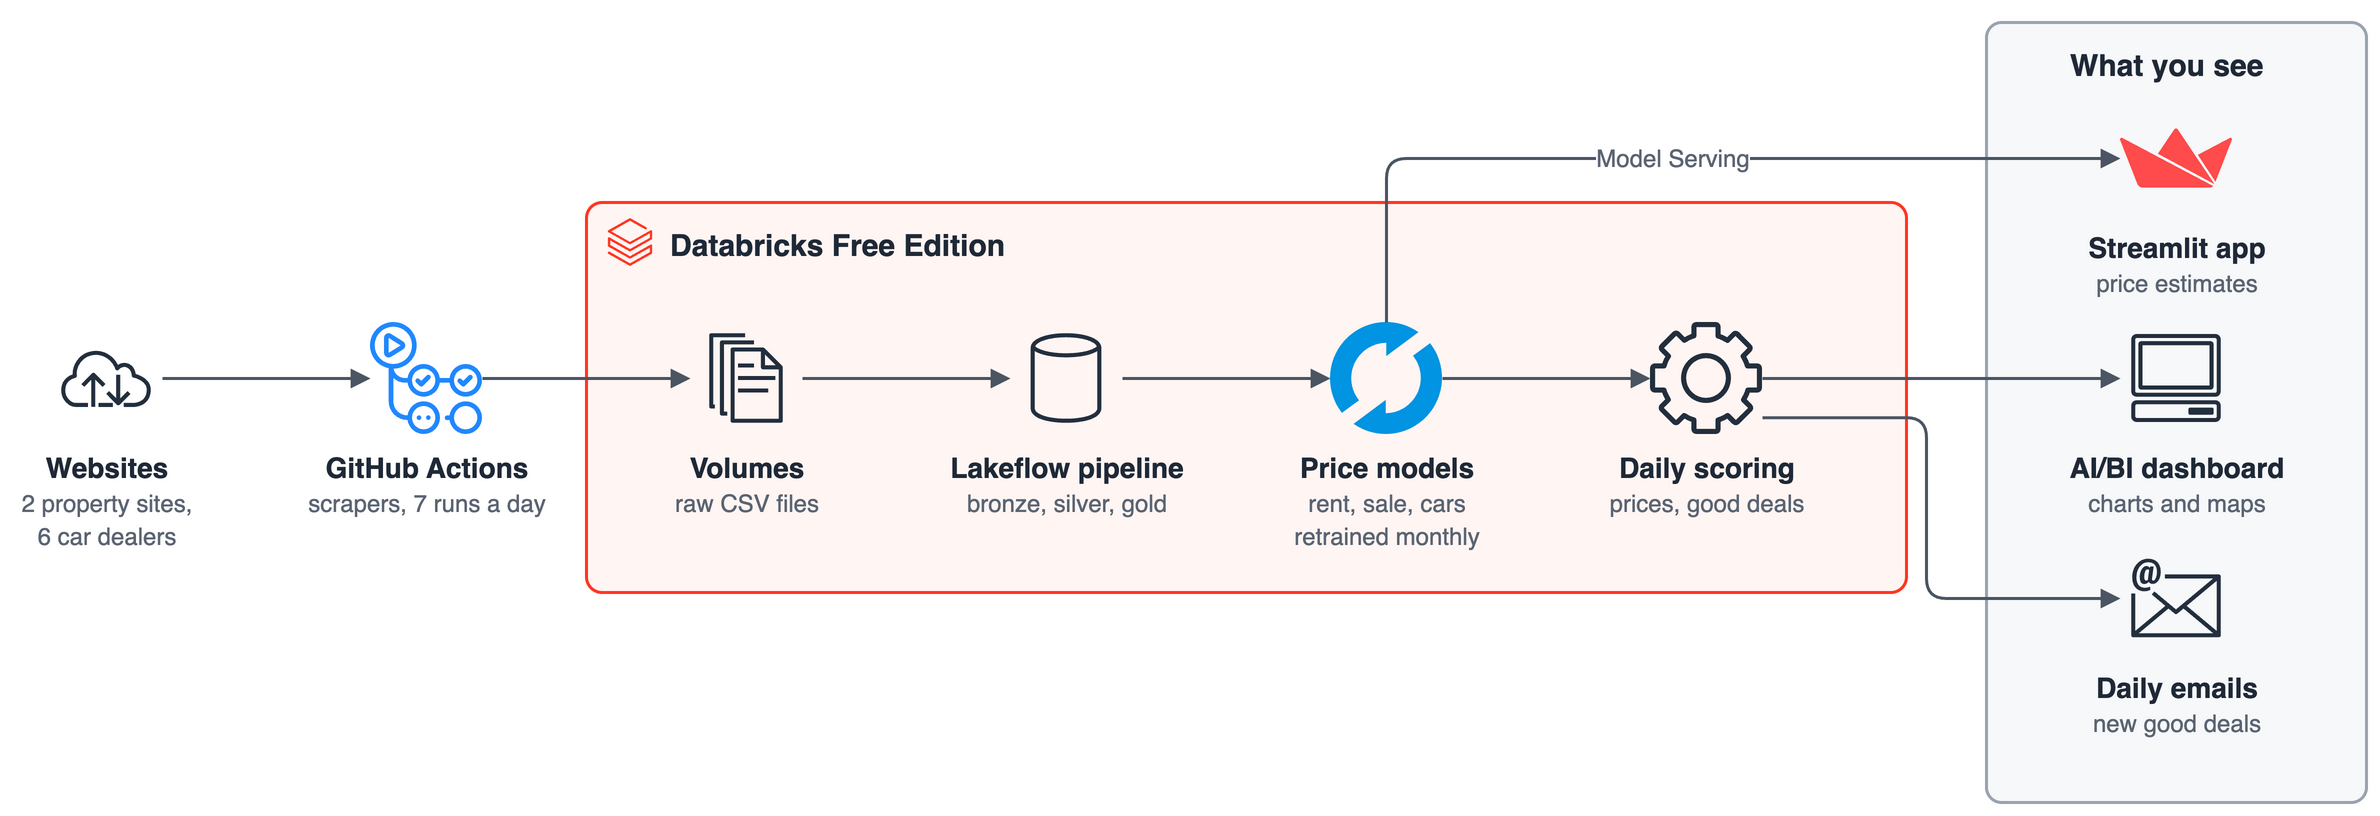 What you see
Model Serving
Streamlit app
price estimates
Databricks Free Edition
Websites
2 property sites,
6 car dealers
GitHub Actions
scrapers, 7 runs a day
Volumes
raw CSV files
Lakeflow pipeline
bronze, silver, gold
Price models
rent, sale, cars
retrained monthly
Daily scoring
prices, good deals
AI/BI dashboard
charts and maps
@
Daily emails
new good deals